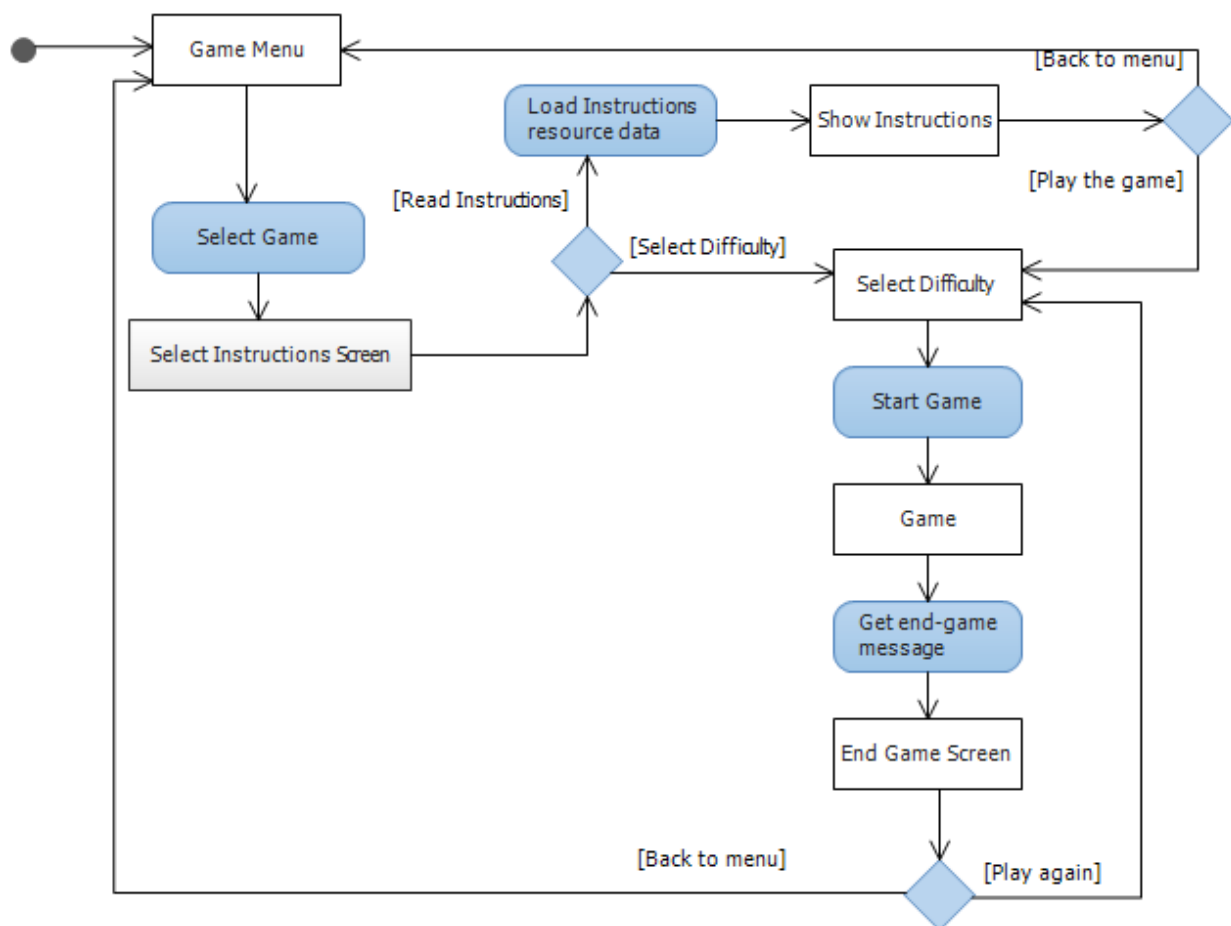 Game Menu
[Back to menu]
Load Instructions
resource data
Show Instructions
[Read Instructions]
[Play the game]
Select Game
[Select Difficulty]
Select Difficulty
Select Instructions Screen
Start Game
Game
Get end-game
message
End Game Screen
[Back to menu]
[Play again]